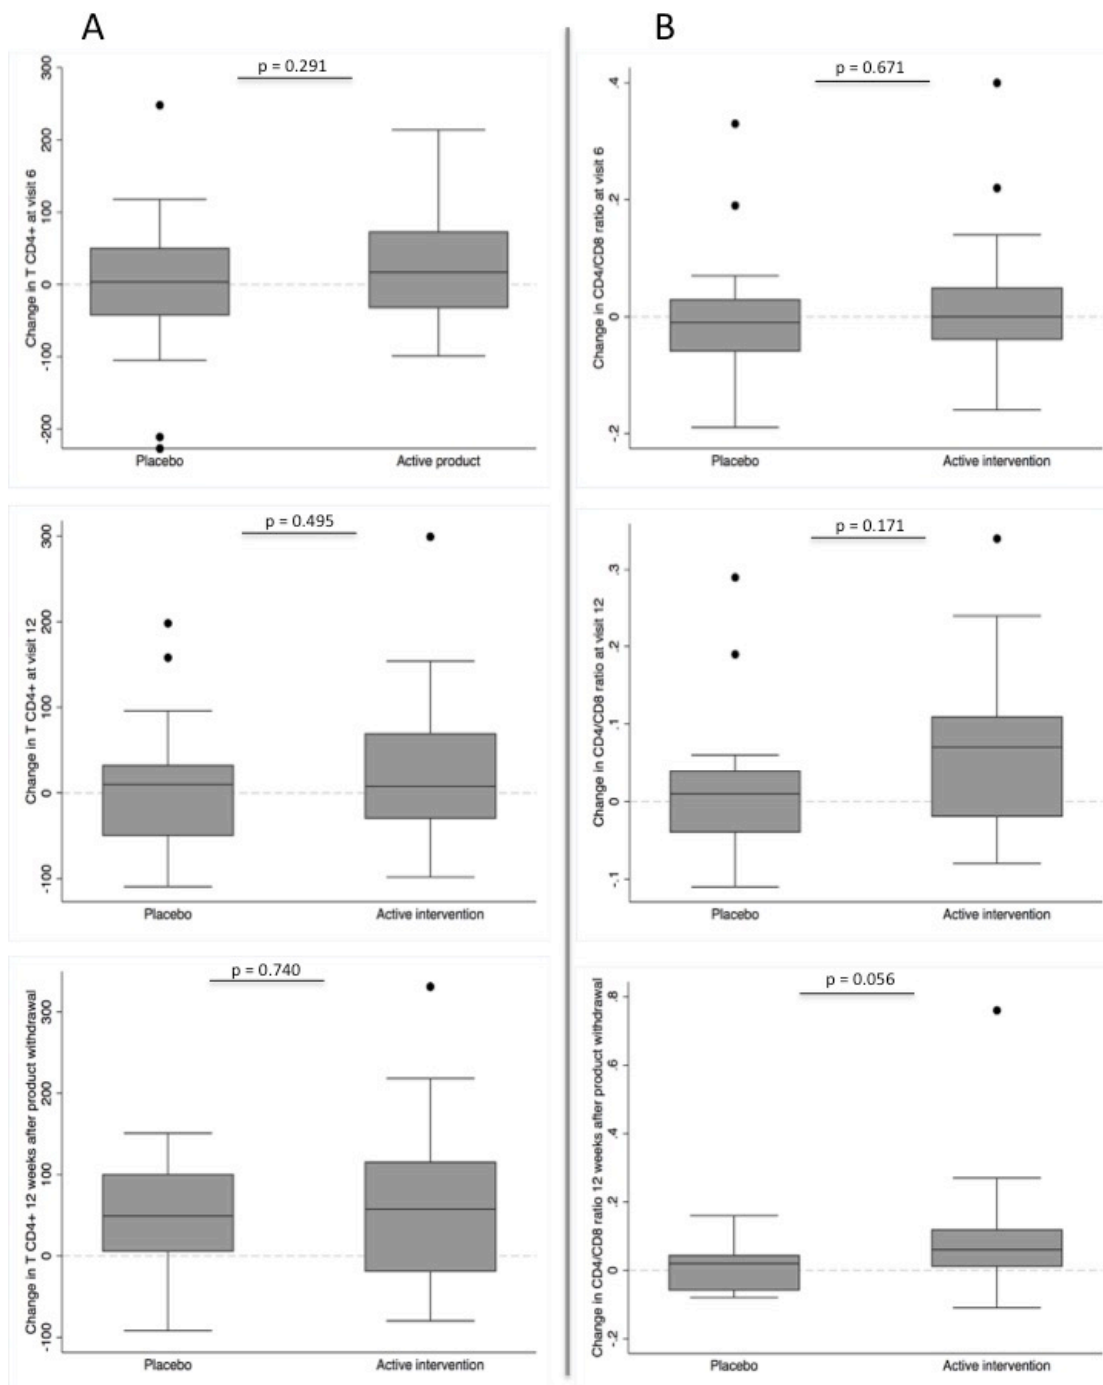 A
p = 0.291
Change in T CD4+ at visit 6
300
200
100
0
-100
-200
Placebo
Active product
p = 0.495
Change in T CD4+ at visit 12
300
200
100
0
-100
Placebo
Active intervention
p = 0.740
Change in T CD4+ 12 weeks after product withdrawal
300
200
100
0
-100
Placebo
Active intervention
B
p = 0.671
Change in CD4/CD8 ratio at visit 6
.4
.2
0
-.2
Placebo
Active intervention
p = 0.171
Change in CD4/CD8 ratio at visit 12
.3
.2
.1
0
-.1
Placebo
Active intervention
p = 0.056
Change in CD4/CD8 ratio 12 weeks after product withdrawal
.8
.6
.4
.2
0
-.2
Placebo
Active intervention